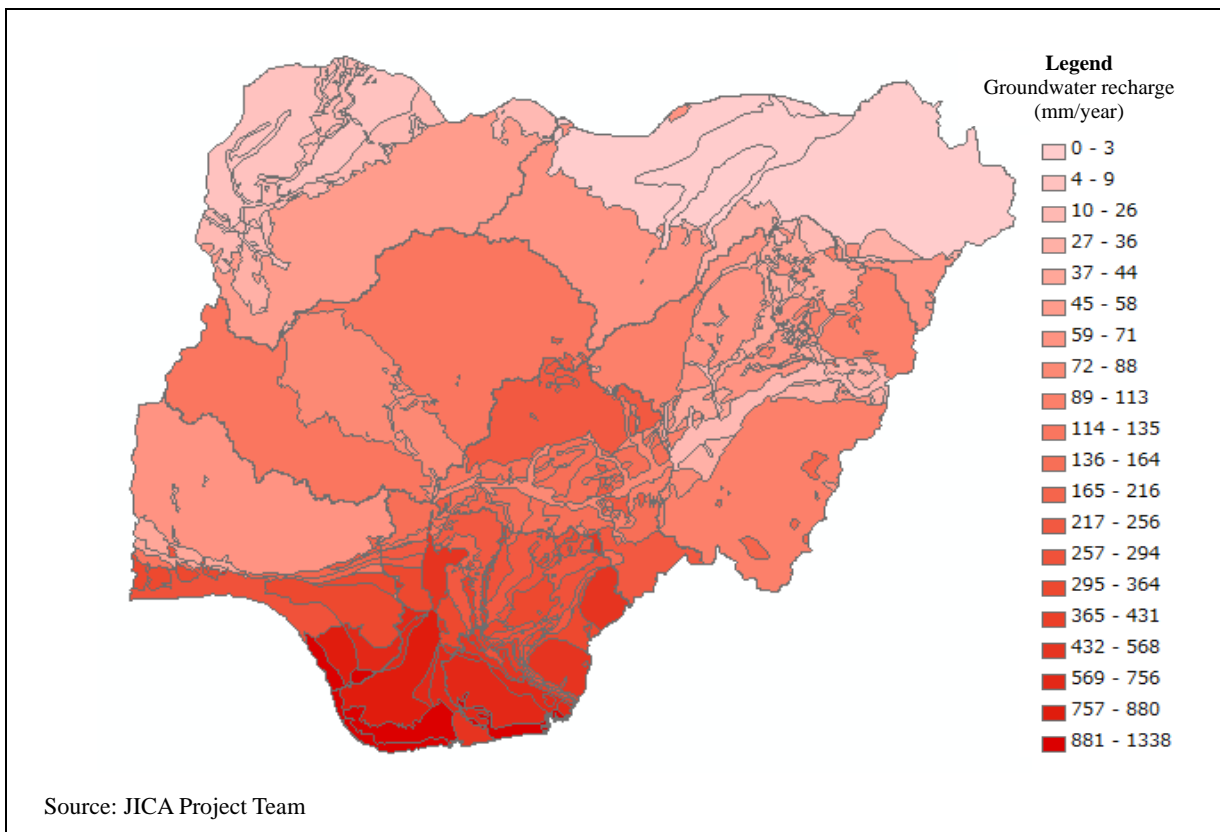 Legend
Groundwater recharge
(mm/year)
0 - 3
4 - 9
10 - 26
27 - 36
37 - 44
45 - 58
59 - 71
72 - 88
89 - 113
114 - 135
136 - 164
165 - 216
217 - 256
257 - 294
295 - 364
365 - 431
432 - 568
569 - 756
757 - 880
881 - 1338
Source: JICA Project Team